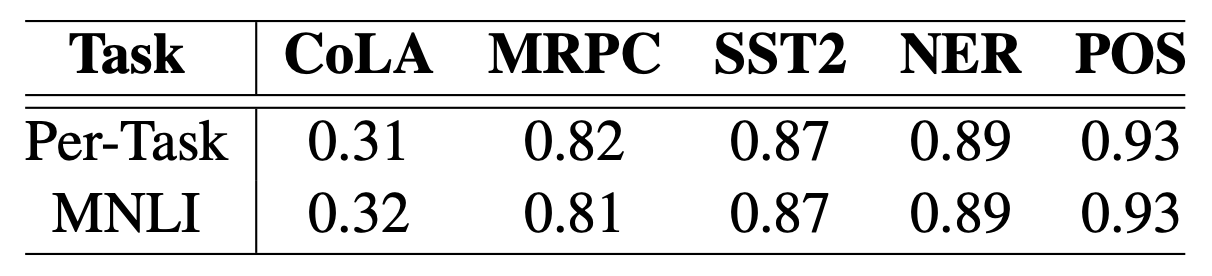 Task CoLA MRPC SST2 NER POS
Per-Task 0.31 0.82 0.87 0.89 0.93
MNLI 0.32 0.81 0.87 0.89 0.93